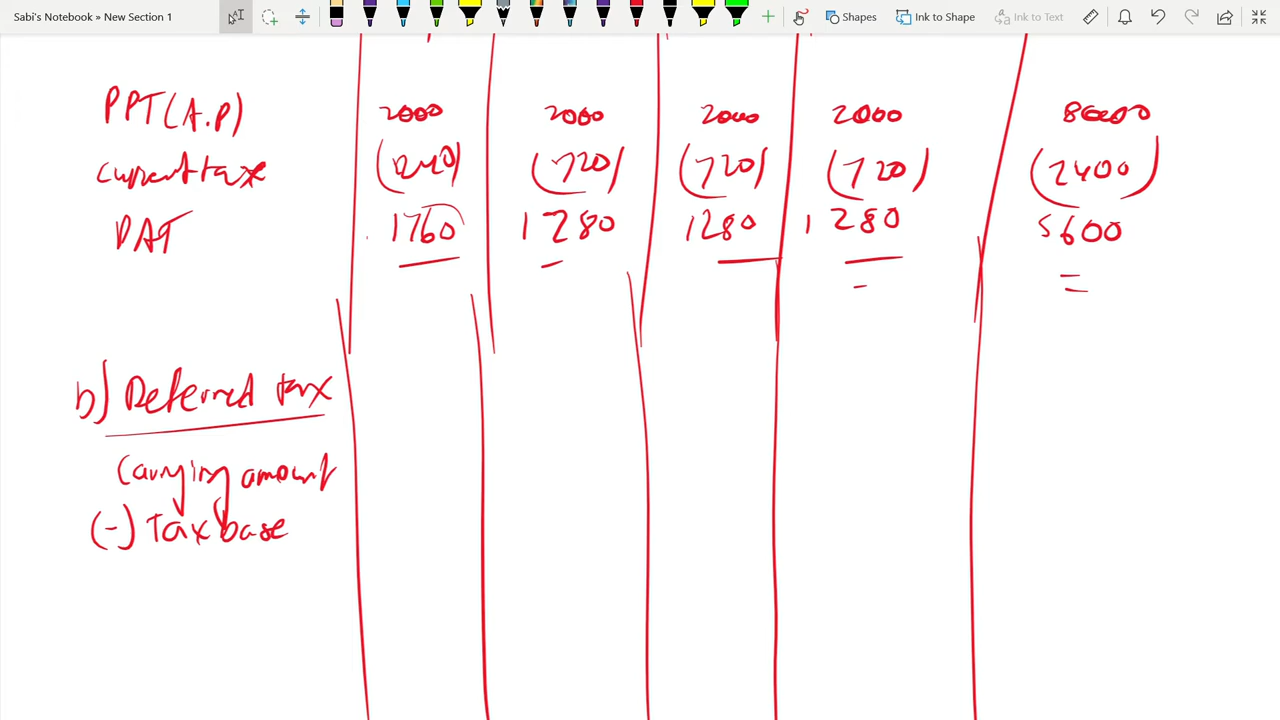 Sabi's Notebook » New Section 1
Shapes Ink to Shape Ink to Text
PPT(A.P) 2000 2000 2000 2000 8000
current tax (240) (720) (720) (720) (2400)
PAT 1760 1280 1280 1280 5600
b) Deferred tax
Carrying amount
(-) Tax base